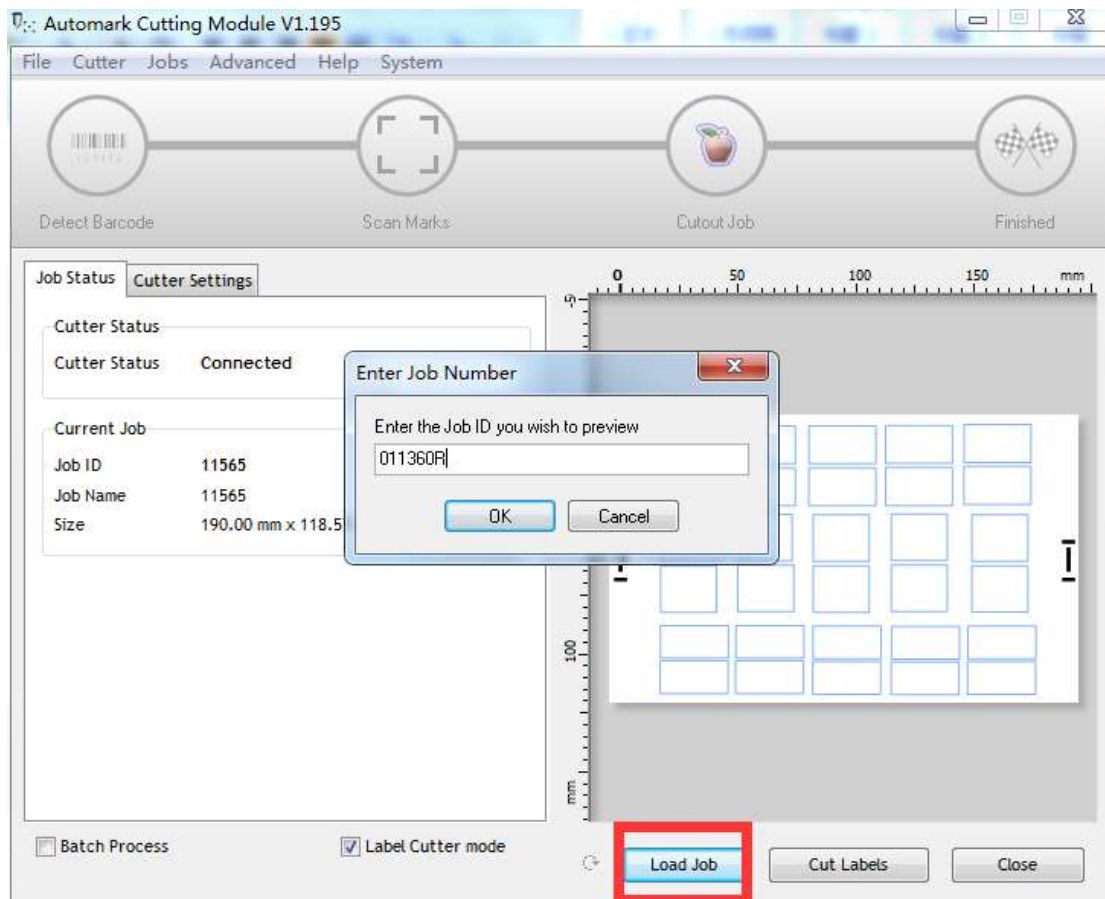 Automark Cutting Module V1.195
File Cutter Jobs Advanced Help System
Detect Barcode Scan Marks Cutout Job Finished
Job Status Cutter Settings
0 50 100 150 mm
-5
Cutter Status
Cutter Status Connected
Enter Job Number
Enter the Job ID you wish to preview
011360R
OK Cancel
Current Job
Job ID 11565
Job Name 11565
Size 190.00 mm x 118.5
100
mm
Batch Process Label Cutter mode
Load Job Cut Labels Close